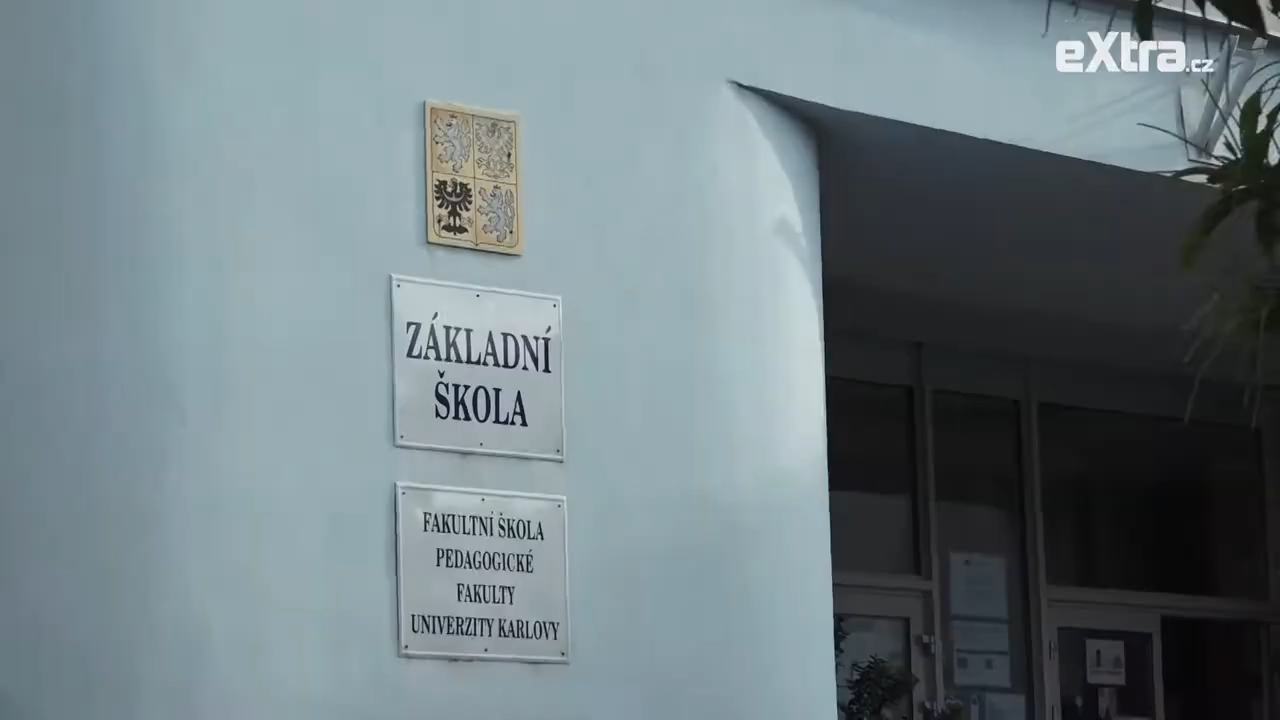 eXtra.cz
ZÁKLADNÍ
ŠKOLA
FAKULTNÍ ŠKOLA
PEDAGOGICKÉ
FAKULTY
UNIVERZITY KARLOVY